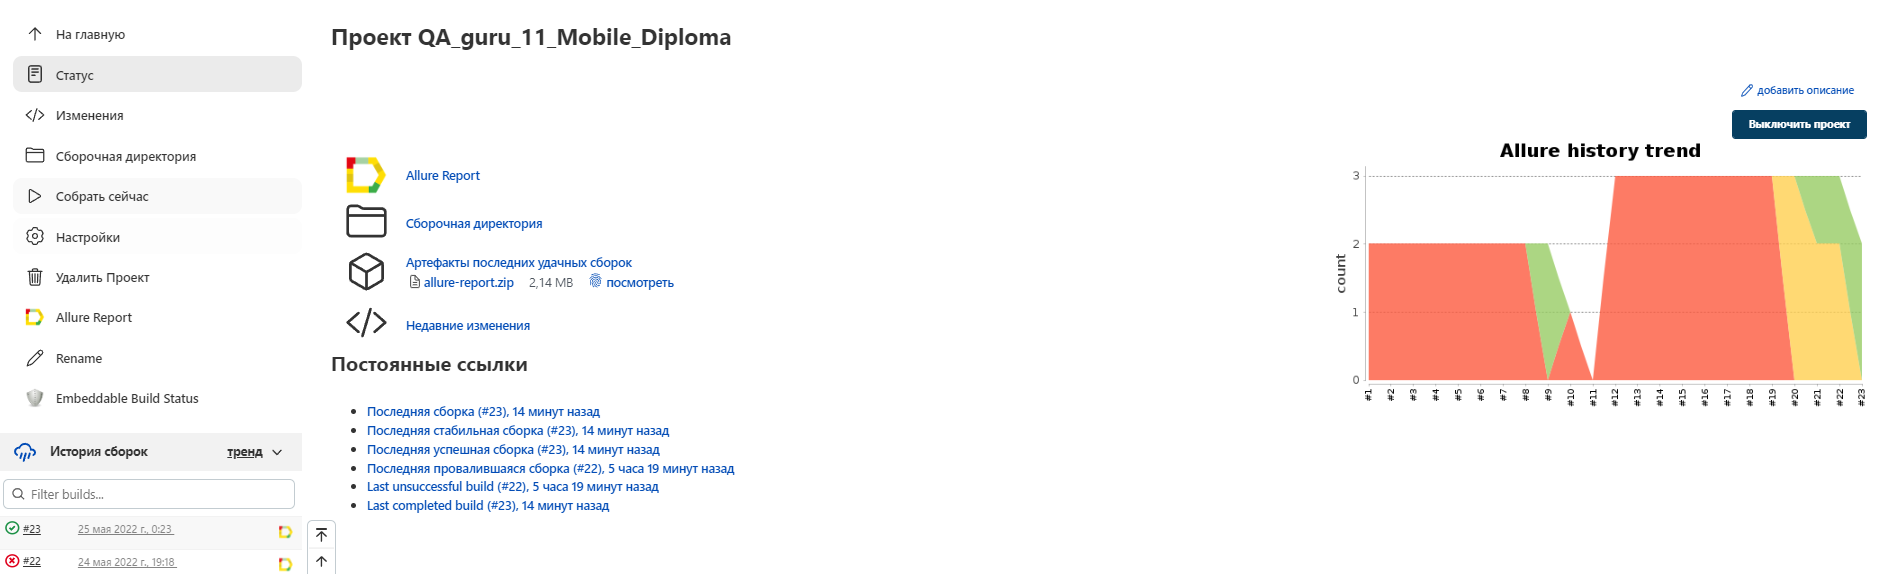 На главную
Статус
Изменения
Сборочная директория
Собрать сейчас
Настройки
Удалить Проект
Allure Report
Rename
Embeddable Build Status
История сборок
тренд
Filter builds...
#23
25 мая 2022 г., 0:23
#22
24 мая 2022 г., 19:18
Проект QA_guru_11_Mobile_Diploma
добавить описание
Выключить проект
Allure Report
Сборочная директория
Артефакты последних удачных сборок
allure-report.zip 2,14 MB посмотреть
Недавние изменения
Постоянные ссылки
Последняя сборка (#23), 14 минут назад
Последняя стабильная сборка (#23), 14 минут назад
Последняя успешная сборка (#23), 14 минут назад
Последняя провалившаяся сборка (#22), 5 часа 19 минут назад
Last unsuccessful build (#22), 5 часа 19 минут назад
Last completed build (#23), 14 минут назад
Allure history trend
count
3
2
1
0
#1
#2
#3
#4
#5
#6
#7
#8
#9
#10
#11
#12
#13
#14
#15
#16
#17
#18
#19
#20
#21
#22
#23